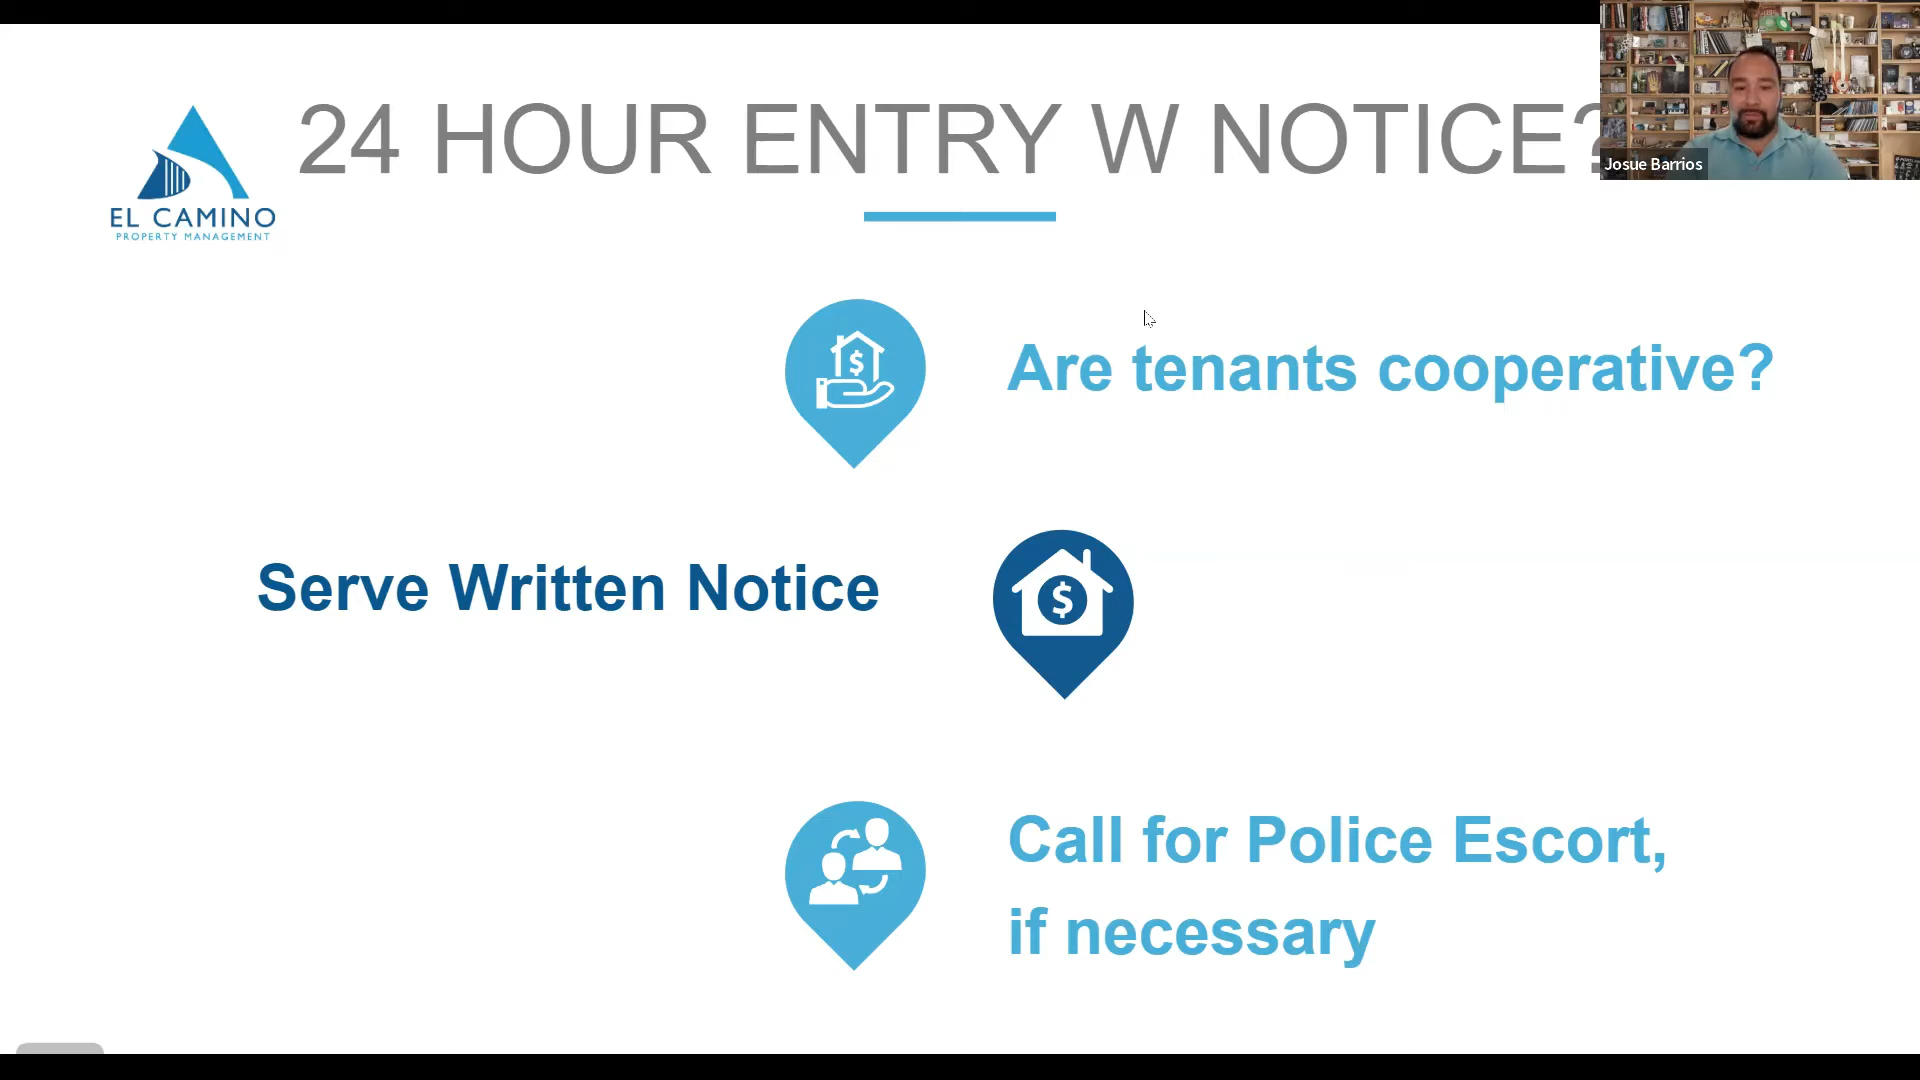 24 HOUR ENTRY W NOTICE?
Josue Barrios
EL CAMINO
PROPERTY MANAGEMENT
Are tenants cooperative?
$
Serve Written Notice
$
Call for Police Escort,
if necessary